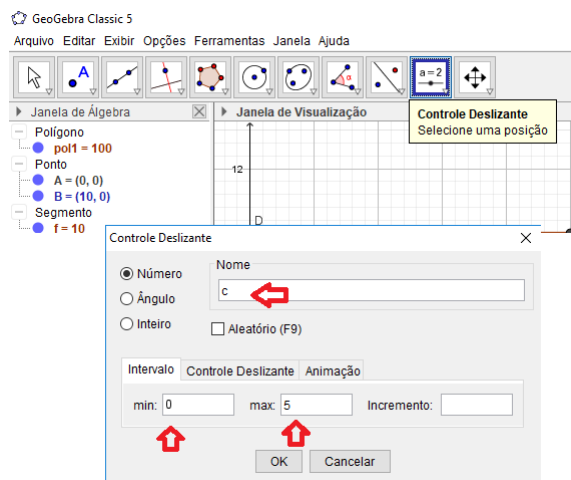 GeoGebra Classic 5
Arquivo Editar Exibir Opções Ferramentas Janela Ajuda
A
a=2
Janela de Álgebra
Janela de Visualização
Controle Deslizante
Selecione uma posição
Polígono
pol1 = 100
Ponto
A = (0, 0)
B = (10, 0)
Segmento
f = 10
12
D
Controle Deslizante
Número
Ângulo
Inteiro
Nome
c
Aleatório (F9)
Intervalo Controle Deslizante Animação
min: 0 max: 5 Incremento:
OK Cancelar